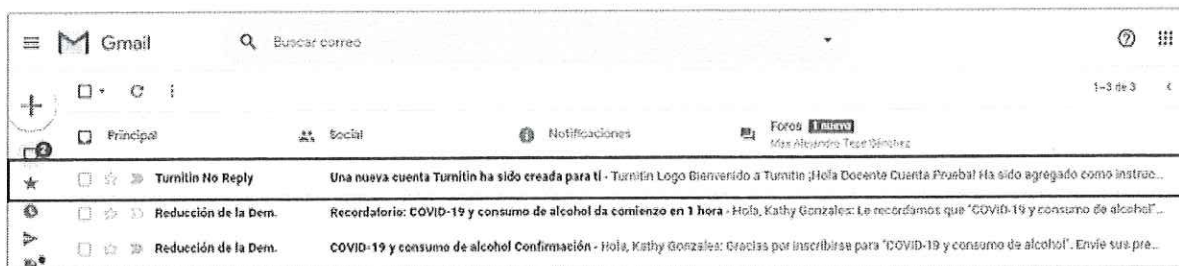 Gmail
Buscar correo
1–3 de 3
Principal
Social
Notificaciones
Foros 1 nuevo
Max Alejandro
2
Turnitin No Reply Una nueva cuenta Turnitin ha sido creada para ti - Turnitin Logo Bienvenido a Turnitin ¡Hola Docente Cuenta Prueba! Ha sido agregado como instruc...
Reducción de la Dem. Recordatorio: COVID-19 y consumo de alcohol da comienzo en 1 hora - Hola, Kathy Gonzales: Le recordamos que "COVID-19 y consumo de alcohol"...
Reducción de la Dem. COVID-19 y consumo de alcohol Confirmación - Hola, Kathy Gonzales: Gracias por inscribirse para "COVID-19 y consumo de alcohol". Envíe sus pre...